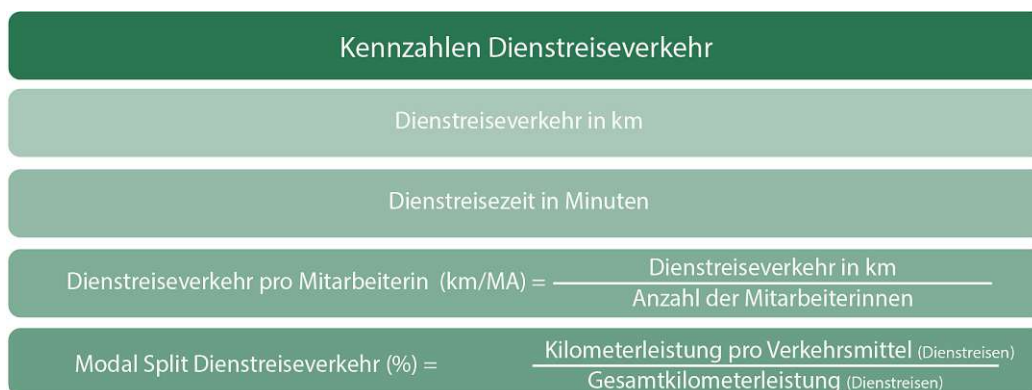 Kennzahlen Dienstreiseverkehr
Dienstreiseverkehr in km
Dienstreisezeit in Minuten
Dienstreiseverkehr pro Mitarbeiterin (km/MA) =
Dienstreiseverkehr in km
Anzahl der Mitarbeiterinnen
Modal Split Dienstreiseverkehr (%) =
Kilometerleistung pro Verkehrsmittel (Dienstreisen)
Gesamtkilometerleistung (Dienstreisen)